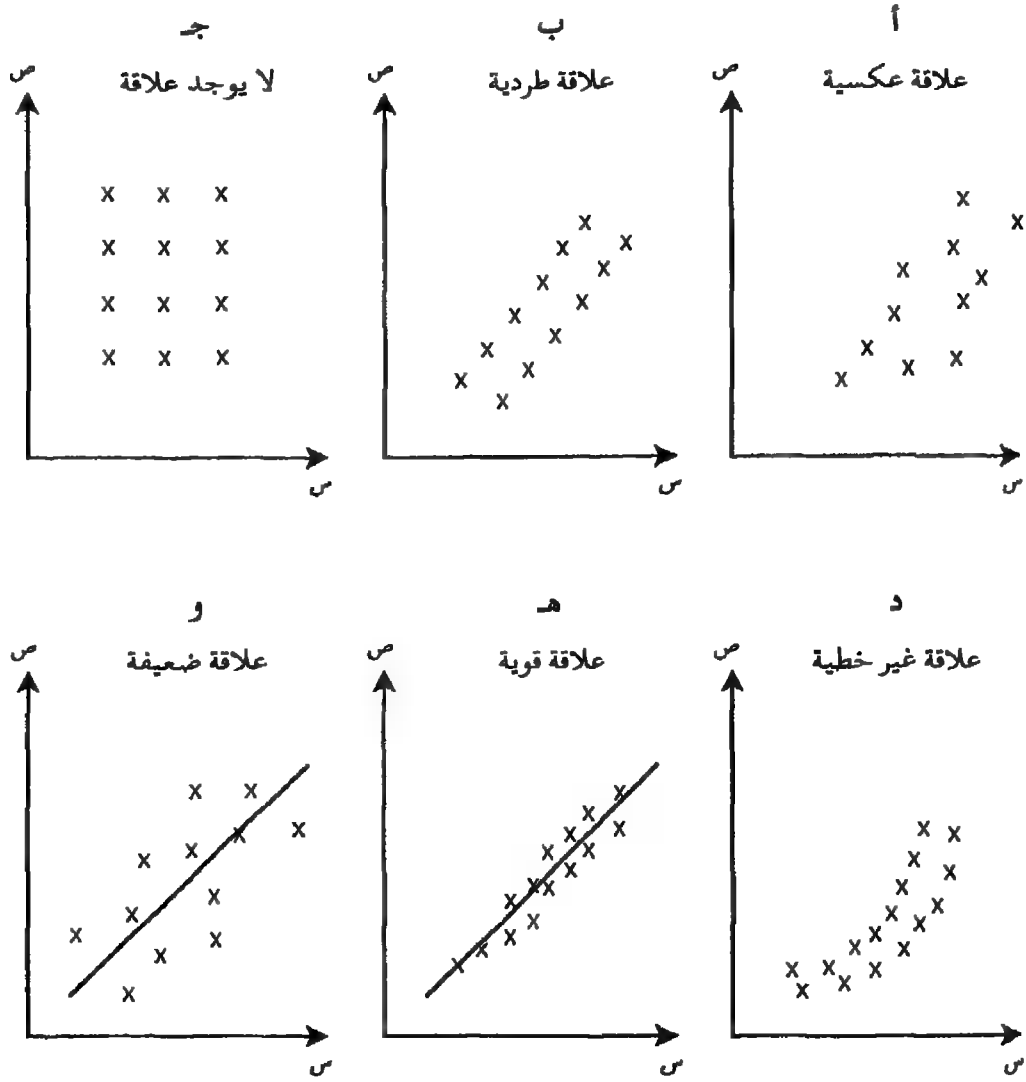 أ
علاقة عكسية
ص
س
ب
علاقة طردية
ص
س
جـ
لا يوجد علاقة
ص
س
د
علاقة غير خطية
ص
س
هـ
علاقة قوية
ص
س
و
علاقة ضعيفة
ص
س